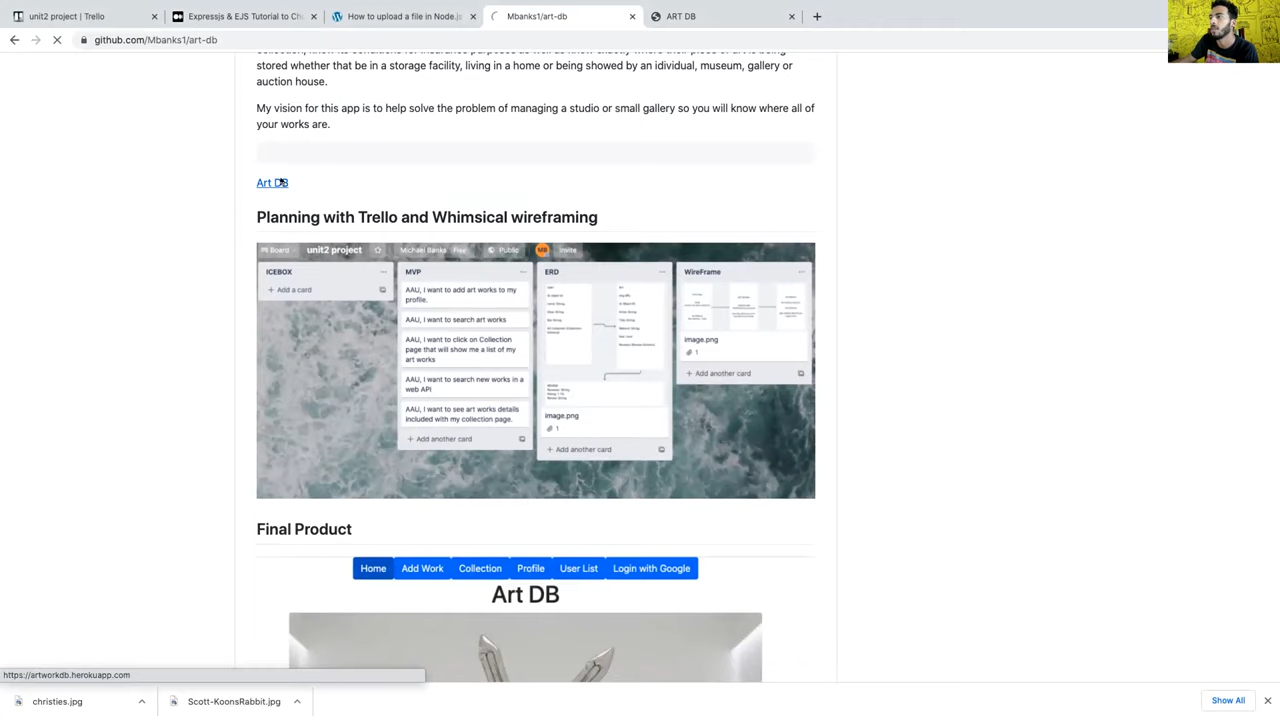 unit2 project | Trello
Expressjs & EJS Tutorial to Ch
How to upload a file in Node.js
Mbanks1/art-db
ART DB
github.com/Mbanks1/art-db
stored whether that be in a storage facility, living in a home or being showed by an idividual, museum, gallery or
auction house.
My vision for this app is to help solve the problem of managing a studio or small gallery so you will know where all of
your works are.
Art DB
Planning with Trello and Whimsical wireframing
Board unit2 project Michael Banks Free Public MB Invite
ICEBOX
+ Add a card
MVP
AAU, I want to add art works to my
profile.
AAU, I want to search art works
AAU, I want to click on Collection
page that will show me a list of my
art works
AAU, I want to search new works in a
web API
AAU, I want to see art works details
included with my collection page.
+ Add another card
ERD
image.png
1
+ Add another card
WireFrame
image.png
1
+ Add another card
Final Product
Home Add Work Collection Profile User List Login with Google
Art DB
https://artworkdb.herokuapp.com
christies.jpg
Scott-KoonsRabbit.jpg
Show All